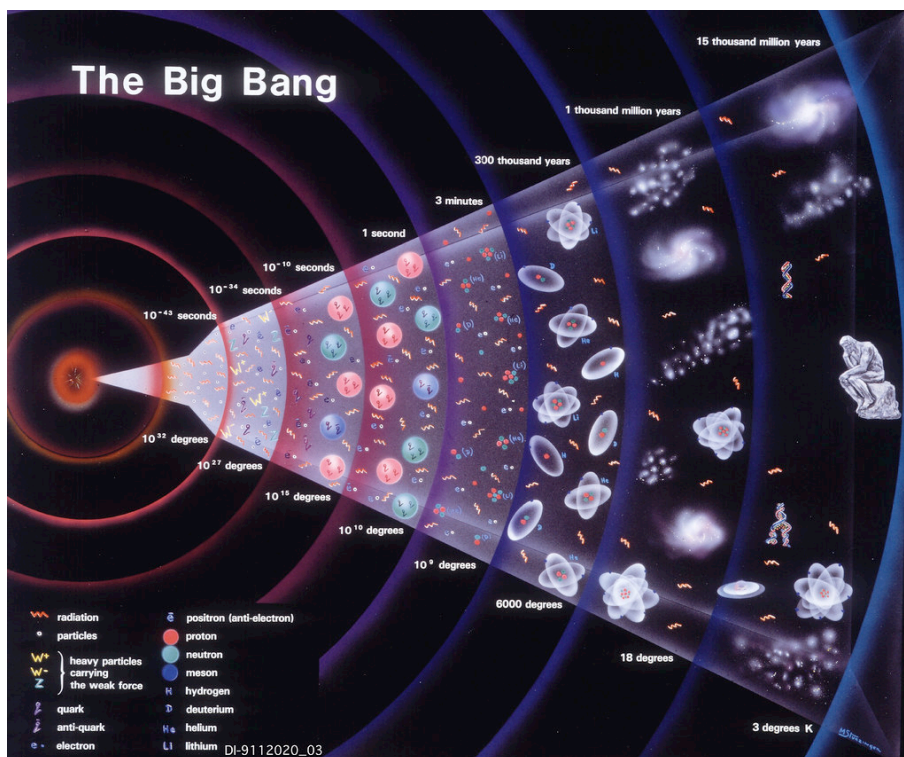 The Big Bang
15 thousand million years
1 thousand million years
300 thousand years
3 minutes
1 second
10⁻¹⁰ seconds
10⁻³⁴ seconds
10⁻⁴³ seconds
10³² degrees
10²⁷ degrees
10¹⁵ degrees
10¹⁰ degrees
10⁹ degrees
6000 degrees
18 degrees
3 degrees K
radiation
particles
W+
W-
Z
heavy particles
carrying
the weak force
quark
anti-quark
e- electron
ē positron (anti-electron)
proton
neutron
meson
H hydrogen
D deuterium
He helium
Li lithium
DI-9112020_03